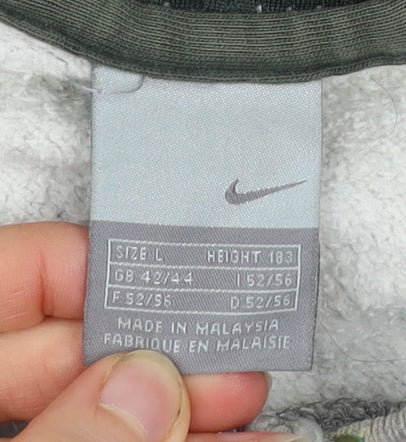 SIZE L HEIGHT 183
GB 42/44 I 52/56
F 52/56 D 52/56
MADE IN MALAYSIA
FABRIQUE EN MALAISIE